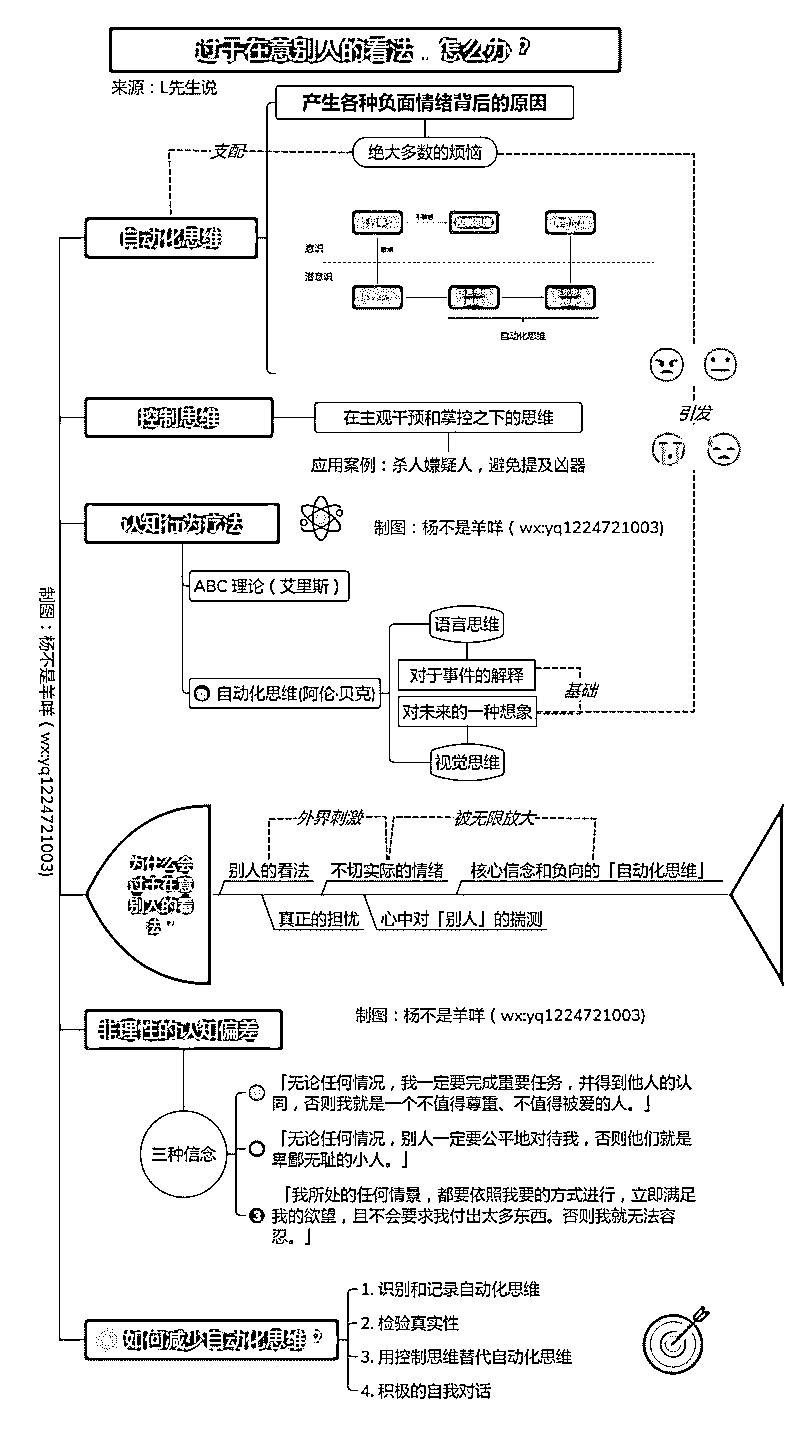 过于在意别人的看法，怎么办？
来源：L先生说
产生各种负面情绪背后的原因
支配
绝大多数的烦恼
自动化思维
意识
潜意识
自动化思维
引发
控制思维
在主观干预和掌控之下的思维
应用案例：杀人嫌疑人，避免提及凶器
认知行为疗法
制图：杨不是羊咩（wx:yq1224721003)
ABC 理论（艾里斯）
语言思维
对于事件的解释
基础
自动化思维(阿伦·贝克)
对未来的一种想象
视觉思维
制图：杨不是羊咩（wx:yq1224721003)
外界刺激
被无限放大
为什么会
过于在意
别人的看
法？
别人的看法
不切实际的情绪
核心信念和负向的「自动化思维」
真正的担忧
心中对「别人」的揣测
非理性的认知偏差
制图：杨不是羊咩（wx:yq1224721003)
三种信念
「无论任何情况，我一定要完成重要任务，并得到他人的认
同，否则我就是一个不值得尊重、不值得被爱的人。」
「无论任何情况，别人一定要公平地对待我，否则他们就是
卑鄙无耻的小人。」
3 「我所处的任何情景，都要依照我要的方式进行，立即满足
我的欲望，且不会要求我付出太多东西。否则我就无法容
忍。」
如何减少自动化思维？
1. 识别和记录自动化思维
2. 检验真实性
3. 用控制思维替代自动化思维
4. 积极的自我对话